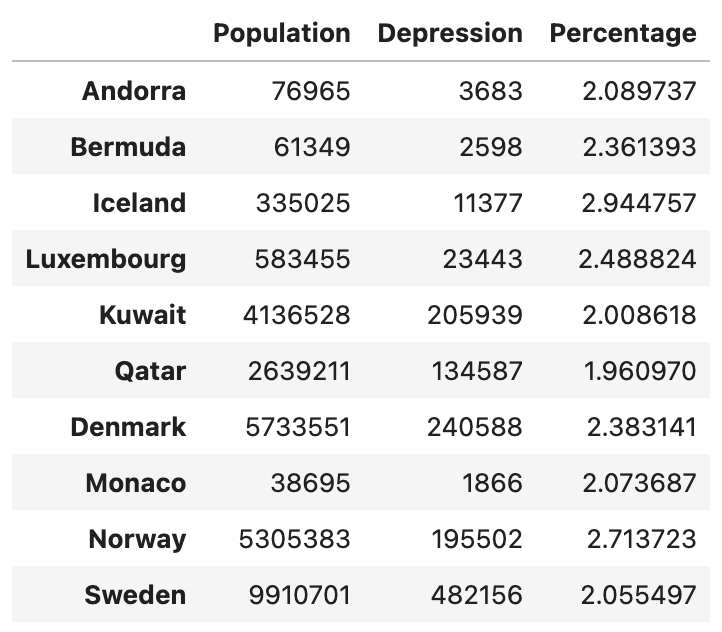 Population Depression Percentage
Andorra 76965 3683 2.089737
Bermuda 61349 2598 2.361393
Iceland 335025 11377 2.944757
Luxembourg 583455 23443 2.488824
Kuwait 4136528 205939 2.008618
Qatar 2639211 134587 1.960970
Denmark 5733551 240588 2.383141
Monaco 38695 1866 2.073687
Norway 5305383 195502 2.713723
Sweden 9910701 482156 2.055497